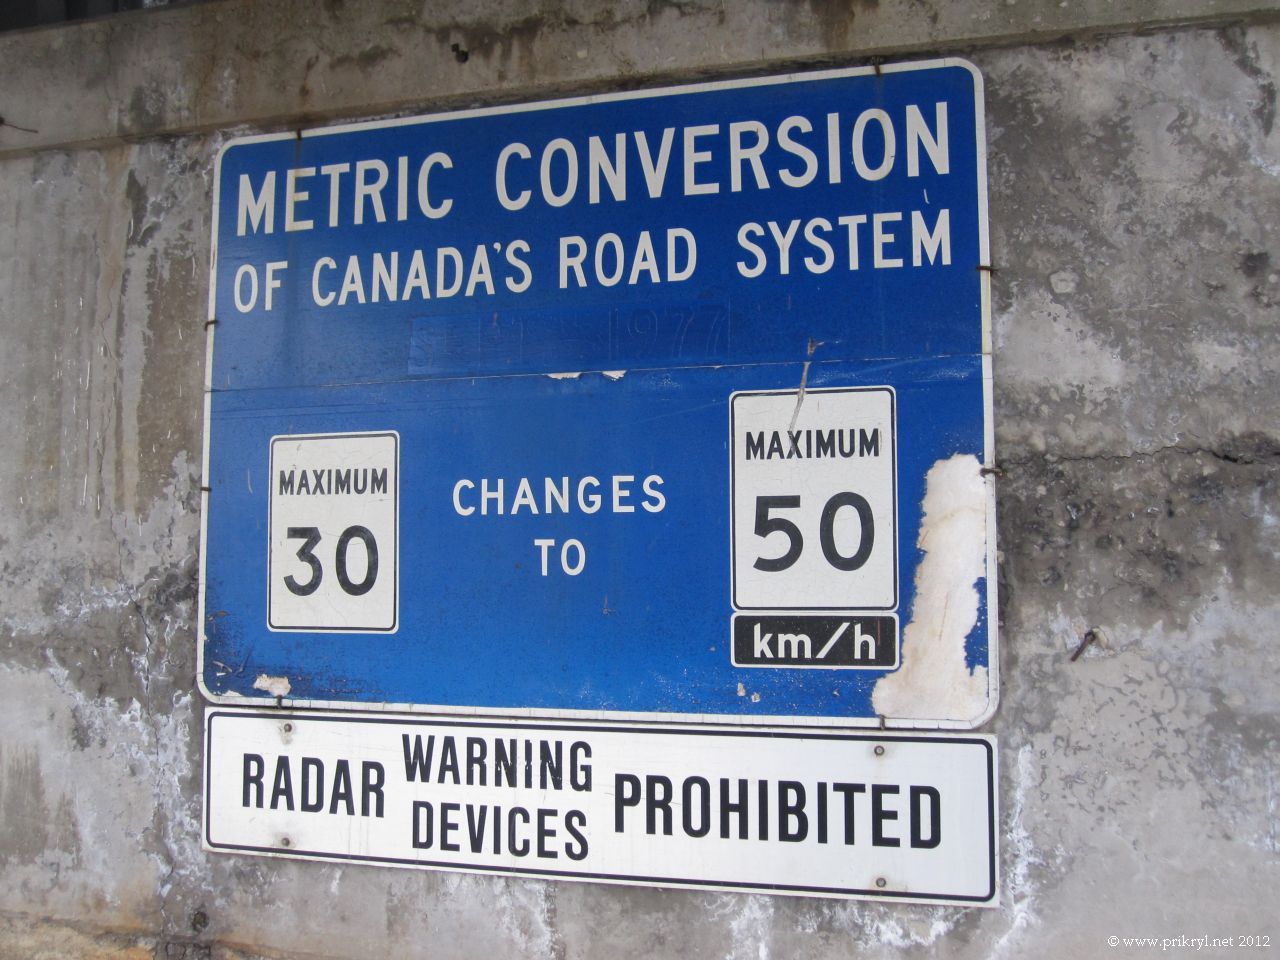 METRIC CONVERSION
OF CANADA'S ROAD SYSTEM
1977
MAXIMUM
30
CHANGES
TO
MAXIMUM
50
km/h
RADAR WARNING DEVICES PROHIBITED
© www.prikryl.net 2012